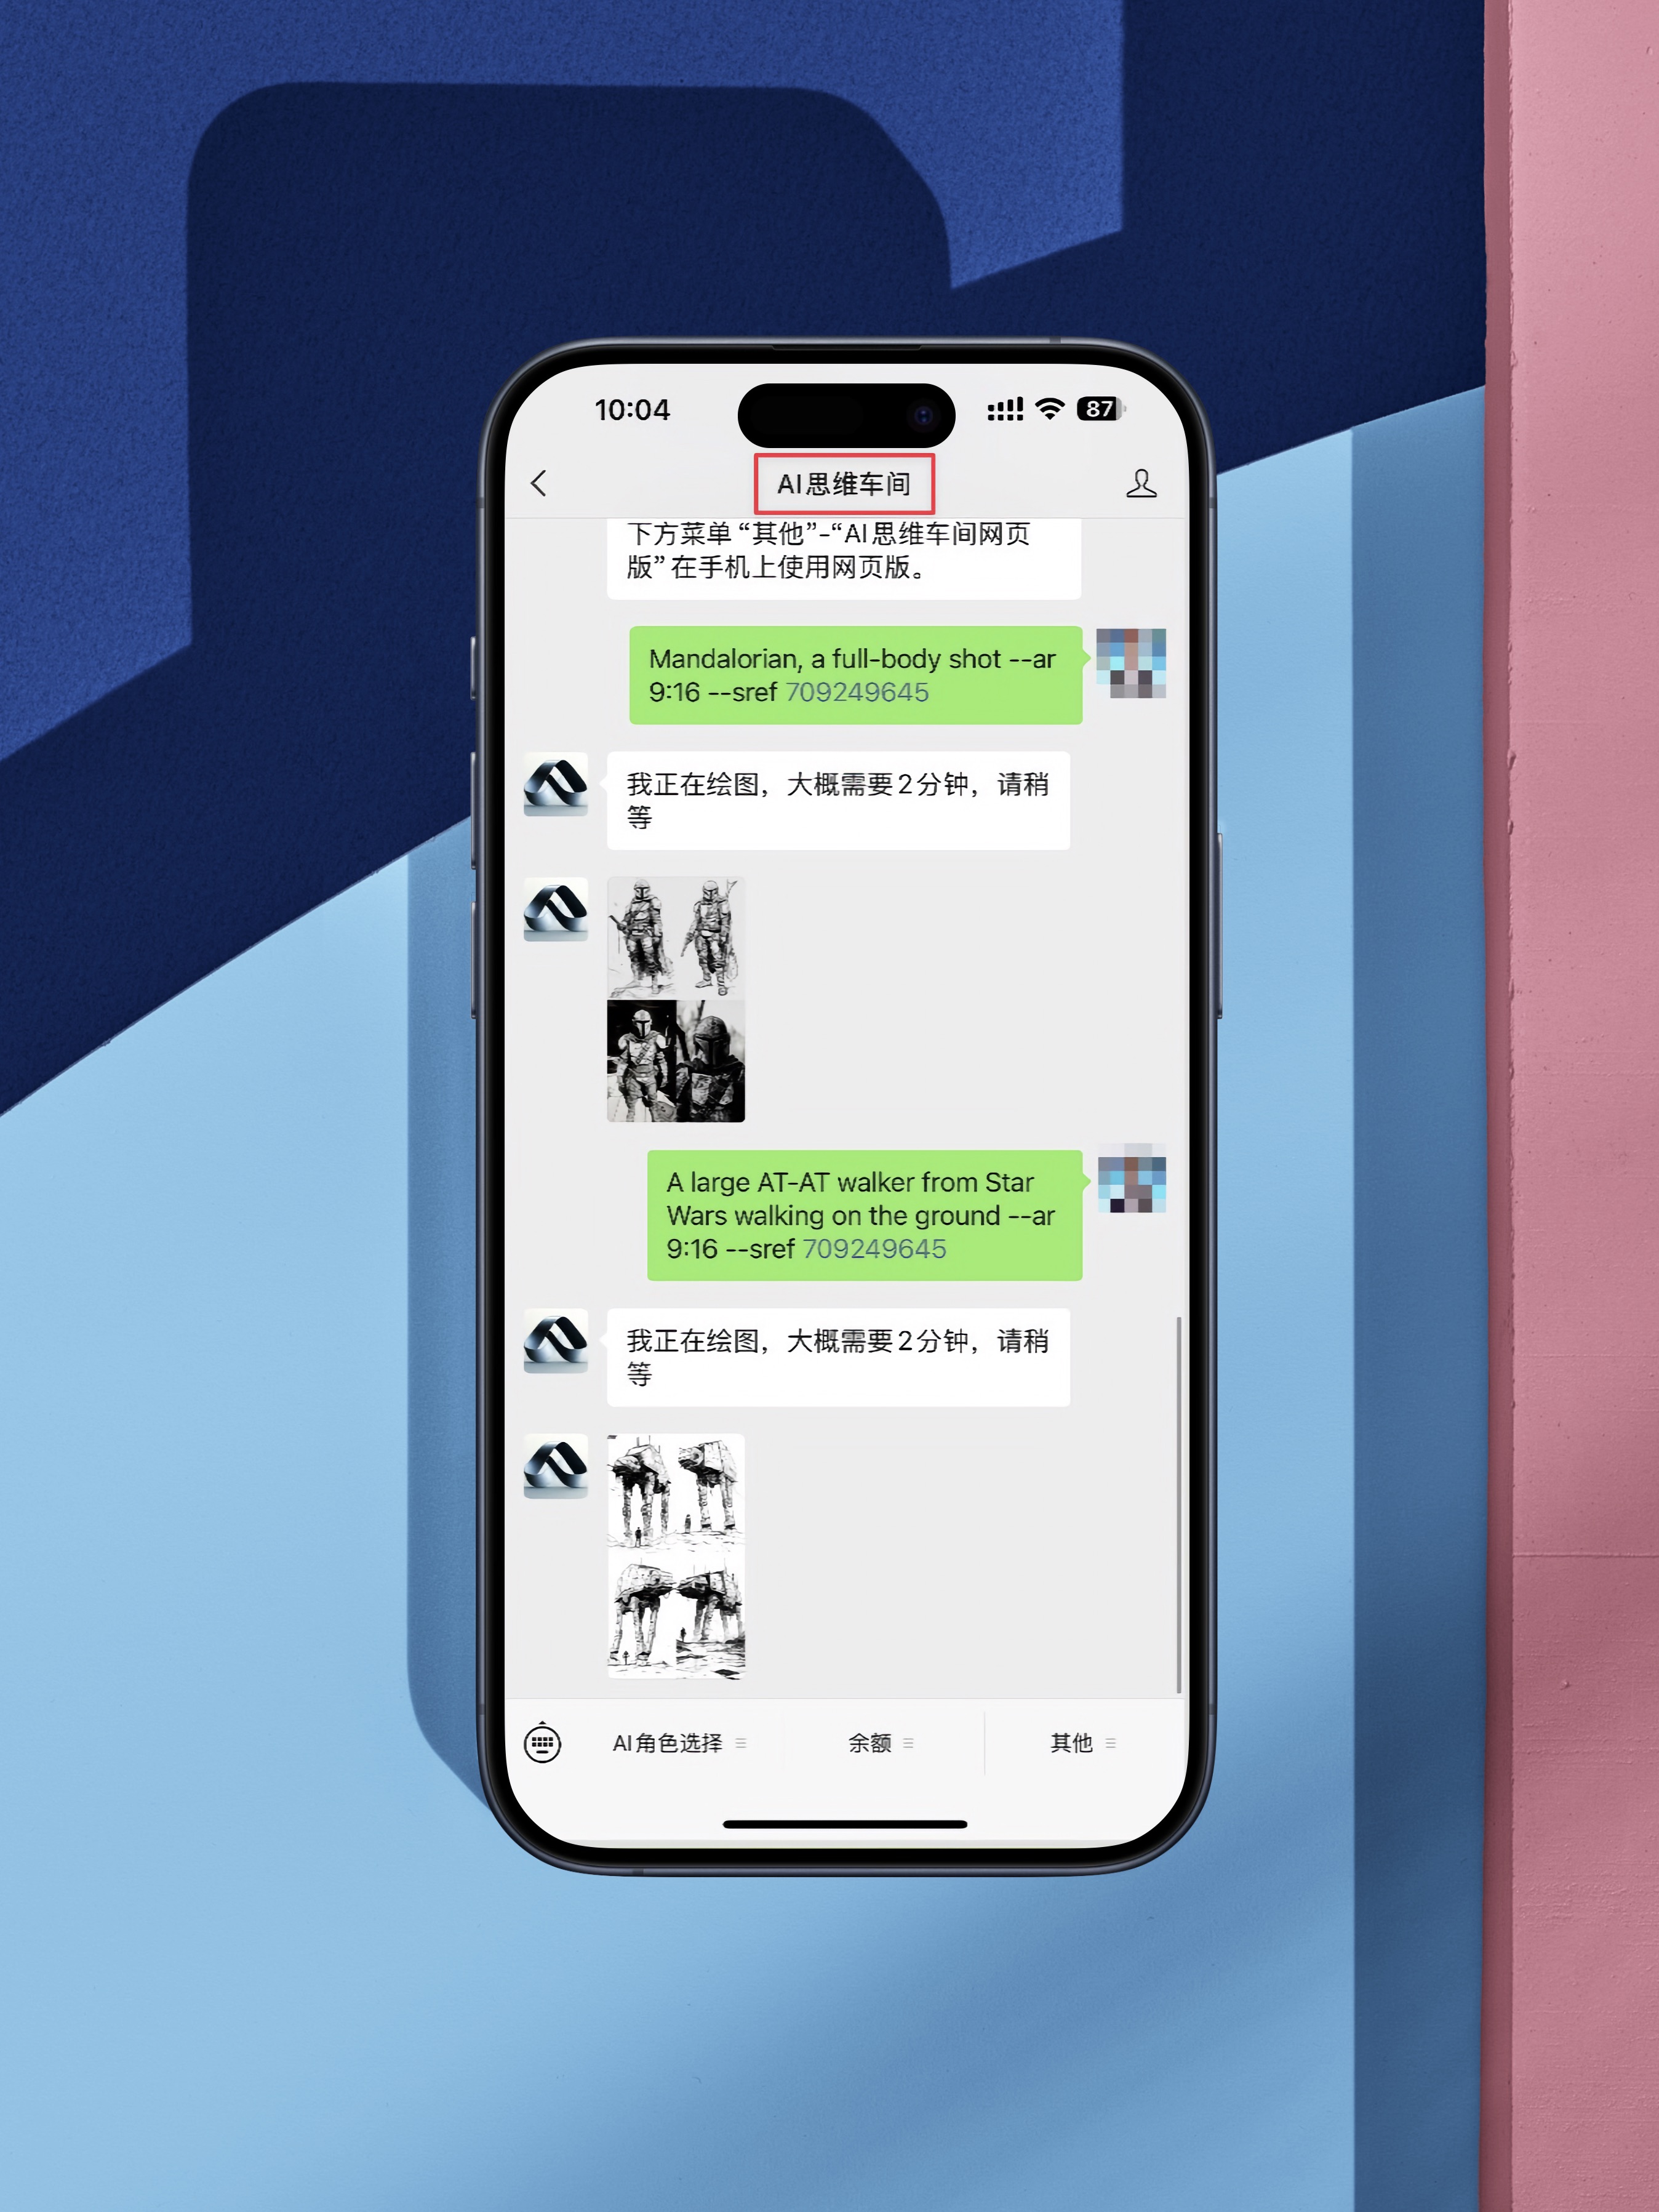 10:04
87
AI思维车间
下方菜单“其他”-“AI思维车间网页
版”在手机上使用网页版。
Mandalorian, a full-body shot --ar
9:16 --sref 709249645
我正在绘图，大概需要2分钟，请稍
等
A large AT-AT walker from Star
Wars walking on the ground --ar
9:16 --sref 709249645
我正在绘图，大概需要2分钟，请稍
等
AI角色选择
余额
其他